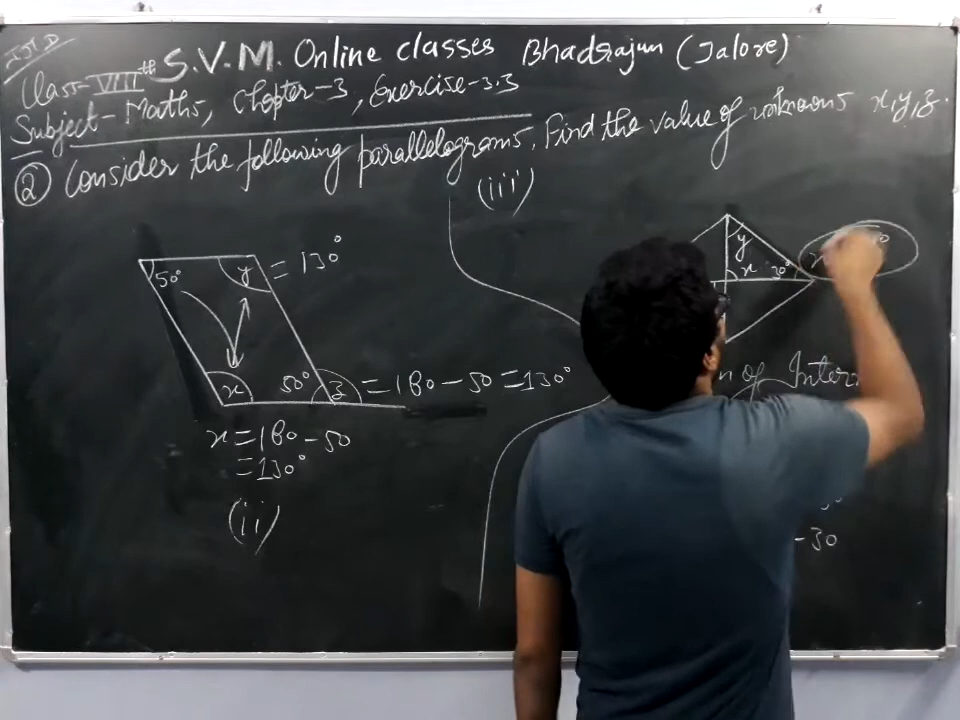 Class-VIII th S.V.M. Online classes Bhadrajun (Jalore)
Subject-Maths, Chapter-3, Exercise-3.3
② Consider the following parallelograms. Find the value of unknowns x,y,z.
(iii)
50° y = 130°
y
x 30°
x 50° z = 180-50=130°
of Inter
x=180-50
=130°
(ii)
-30